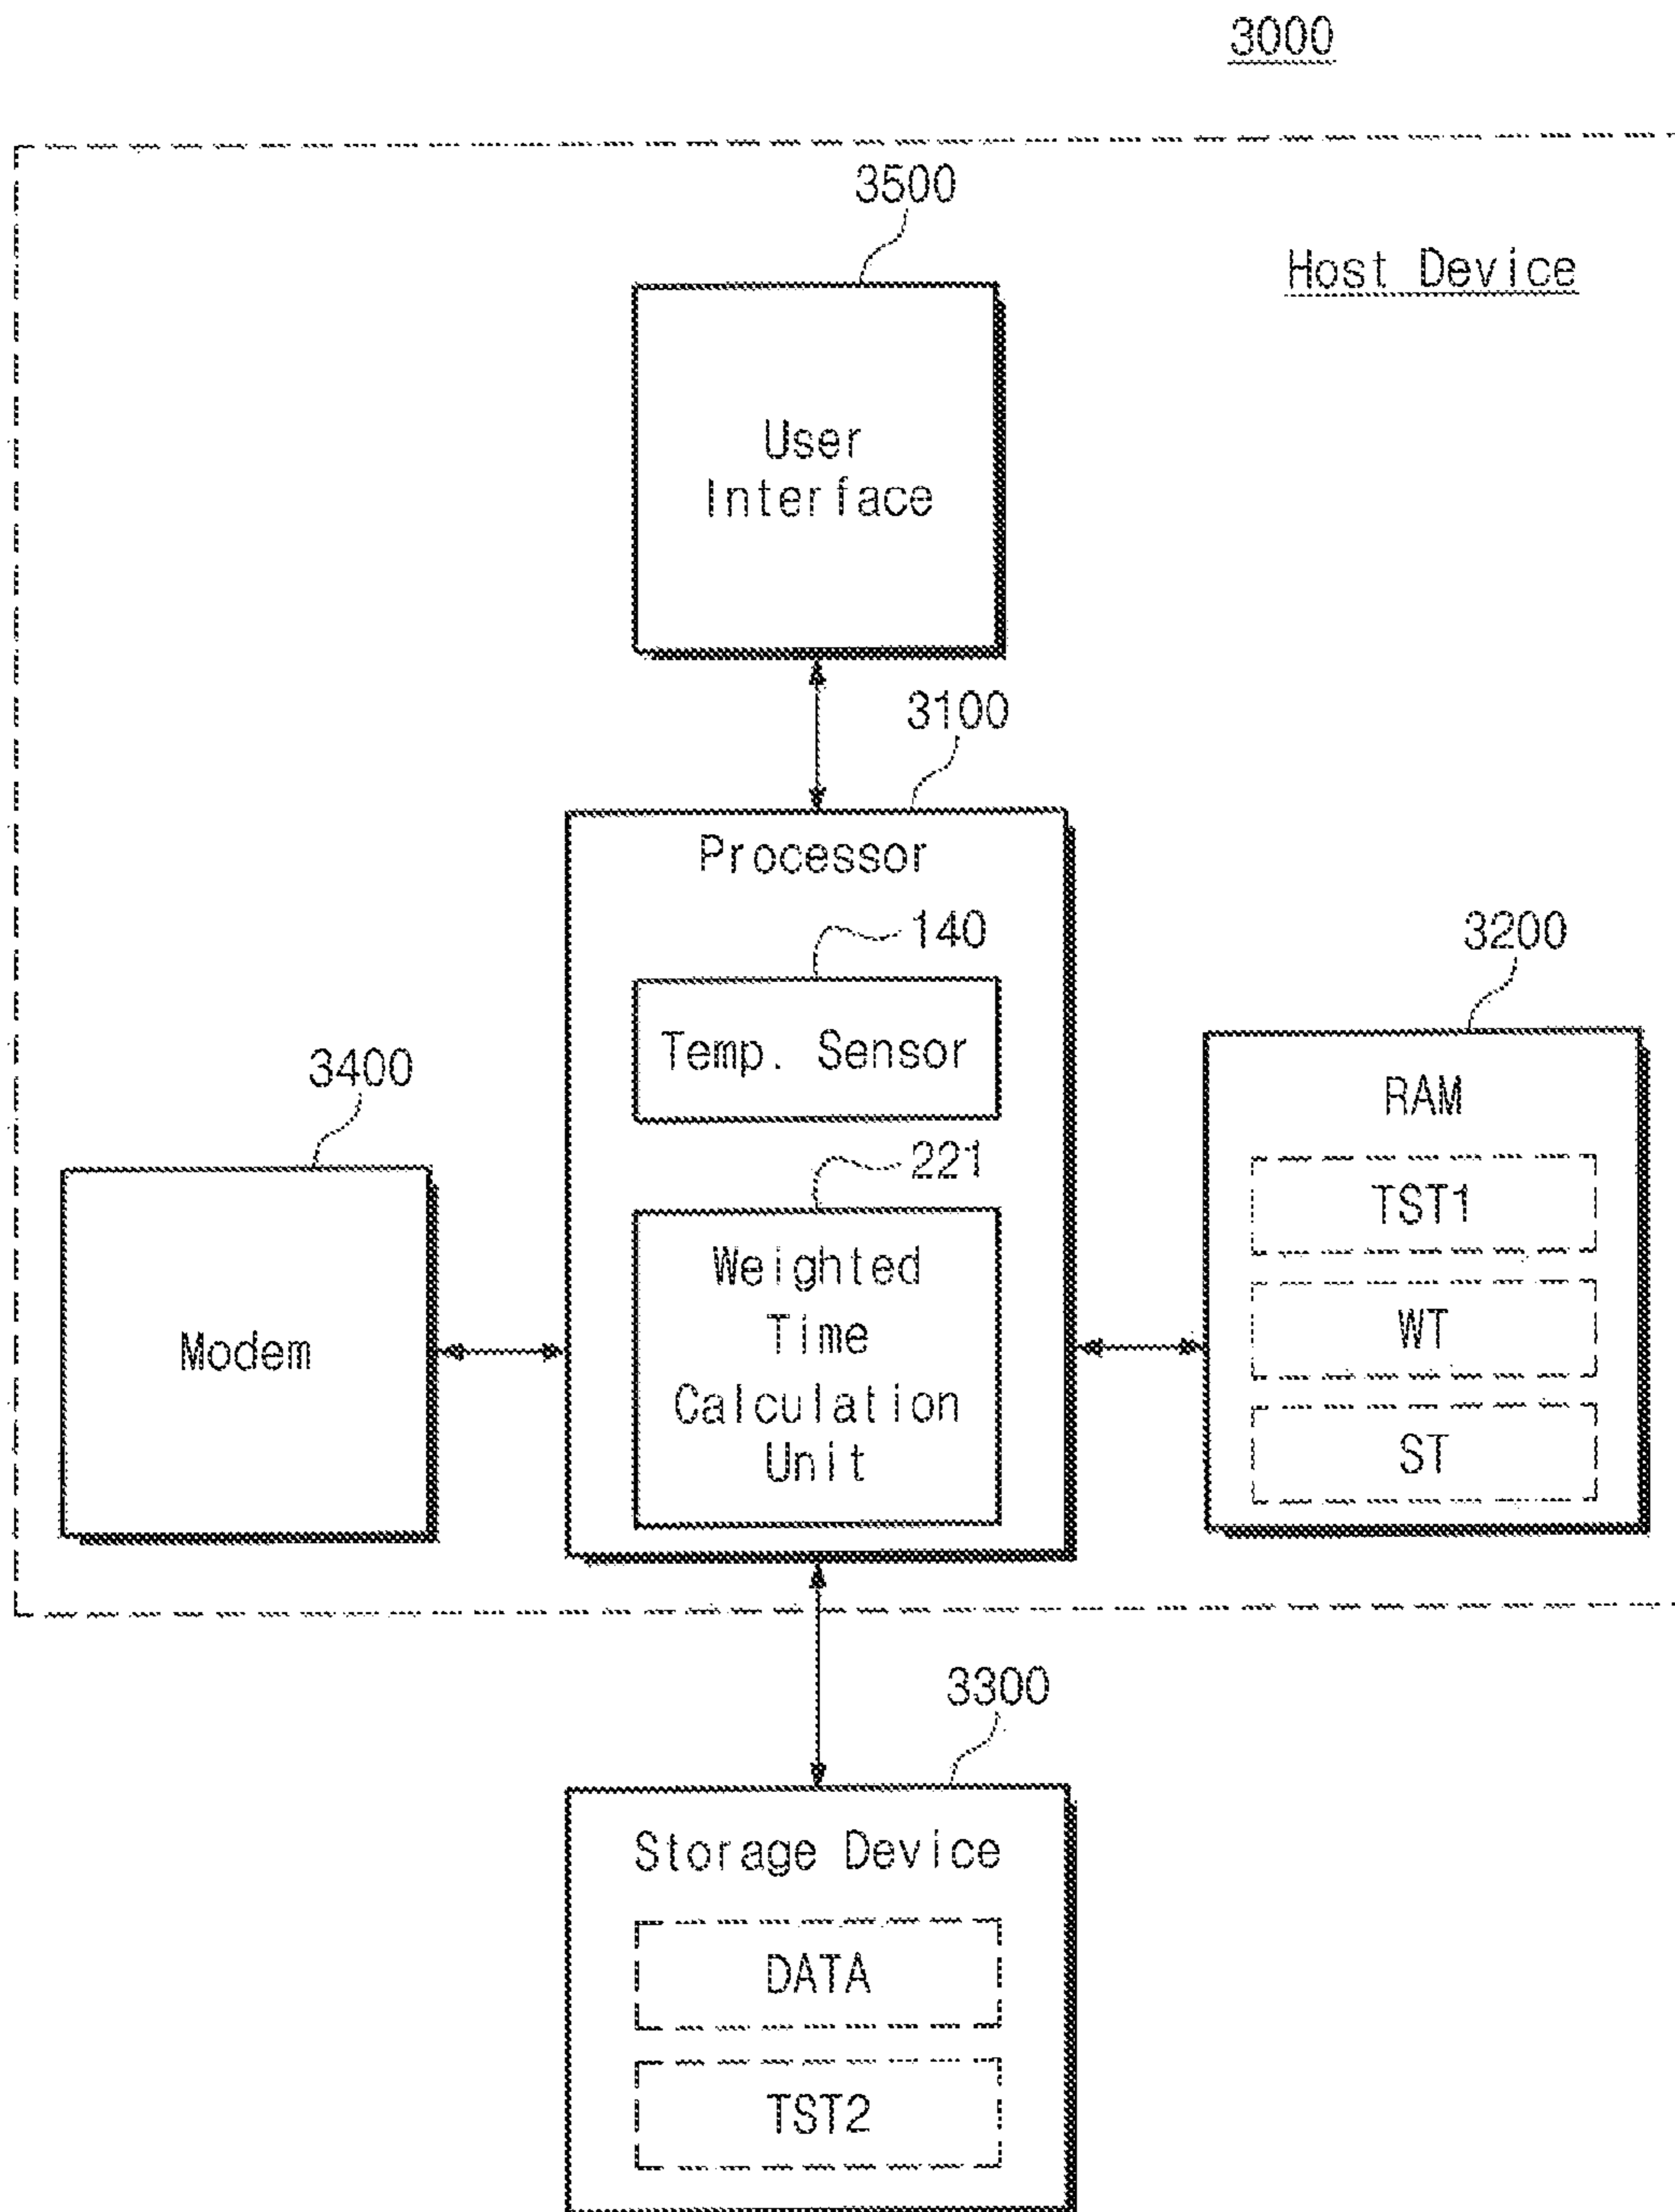 3000
3500
Host Device
User
Interface
3100
Processor
140
3200
Temp. Sensor
3400
RAM
TST1
221
Weighted
Time
Calculation
Unit
Modem
WT
ST
3300
Storage Device
DATA
TST2